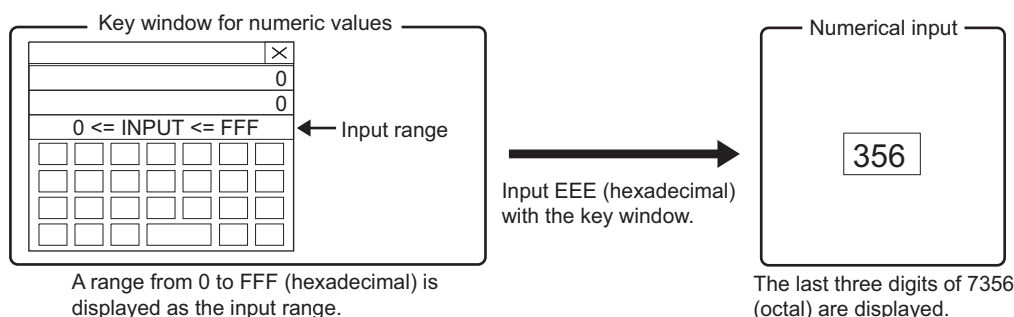 Key window for numeric values
0
0
0 <= INPUT <= FFF
Input range
A range from 0 to FFF (hexadecimal) is
displayed as the input range.
Input EEE (hexadecimal)
with the key window.
Numerical input
356
The last three digits of 7356
(octal) are displayed.